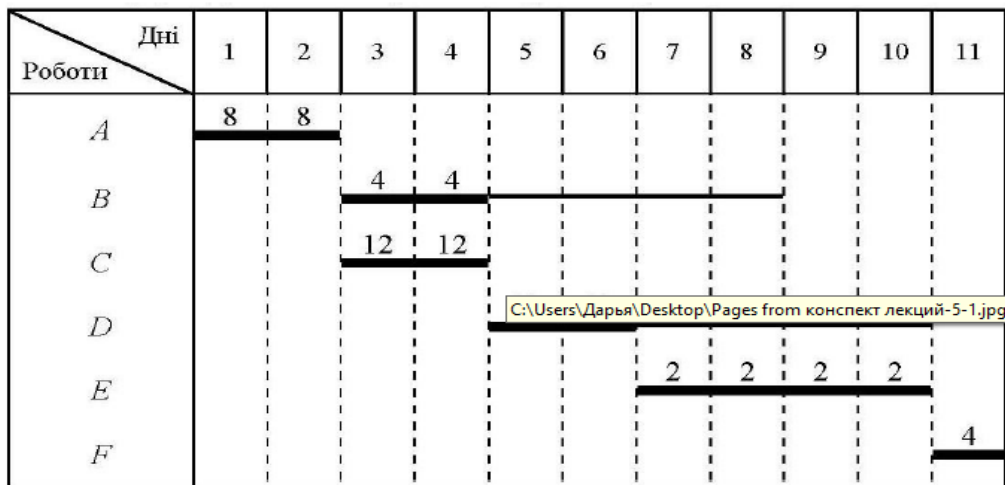 Дні
Роботи
1 2 3 4 5 6 7 8 9 10 11
A 8 8
B 4 4
C 12 12
C:\Users\Дарья\Desktop\Pages from конспект лекций-5-1.jpg
D
E 2 2 2 2
F 4